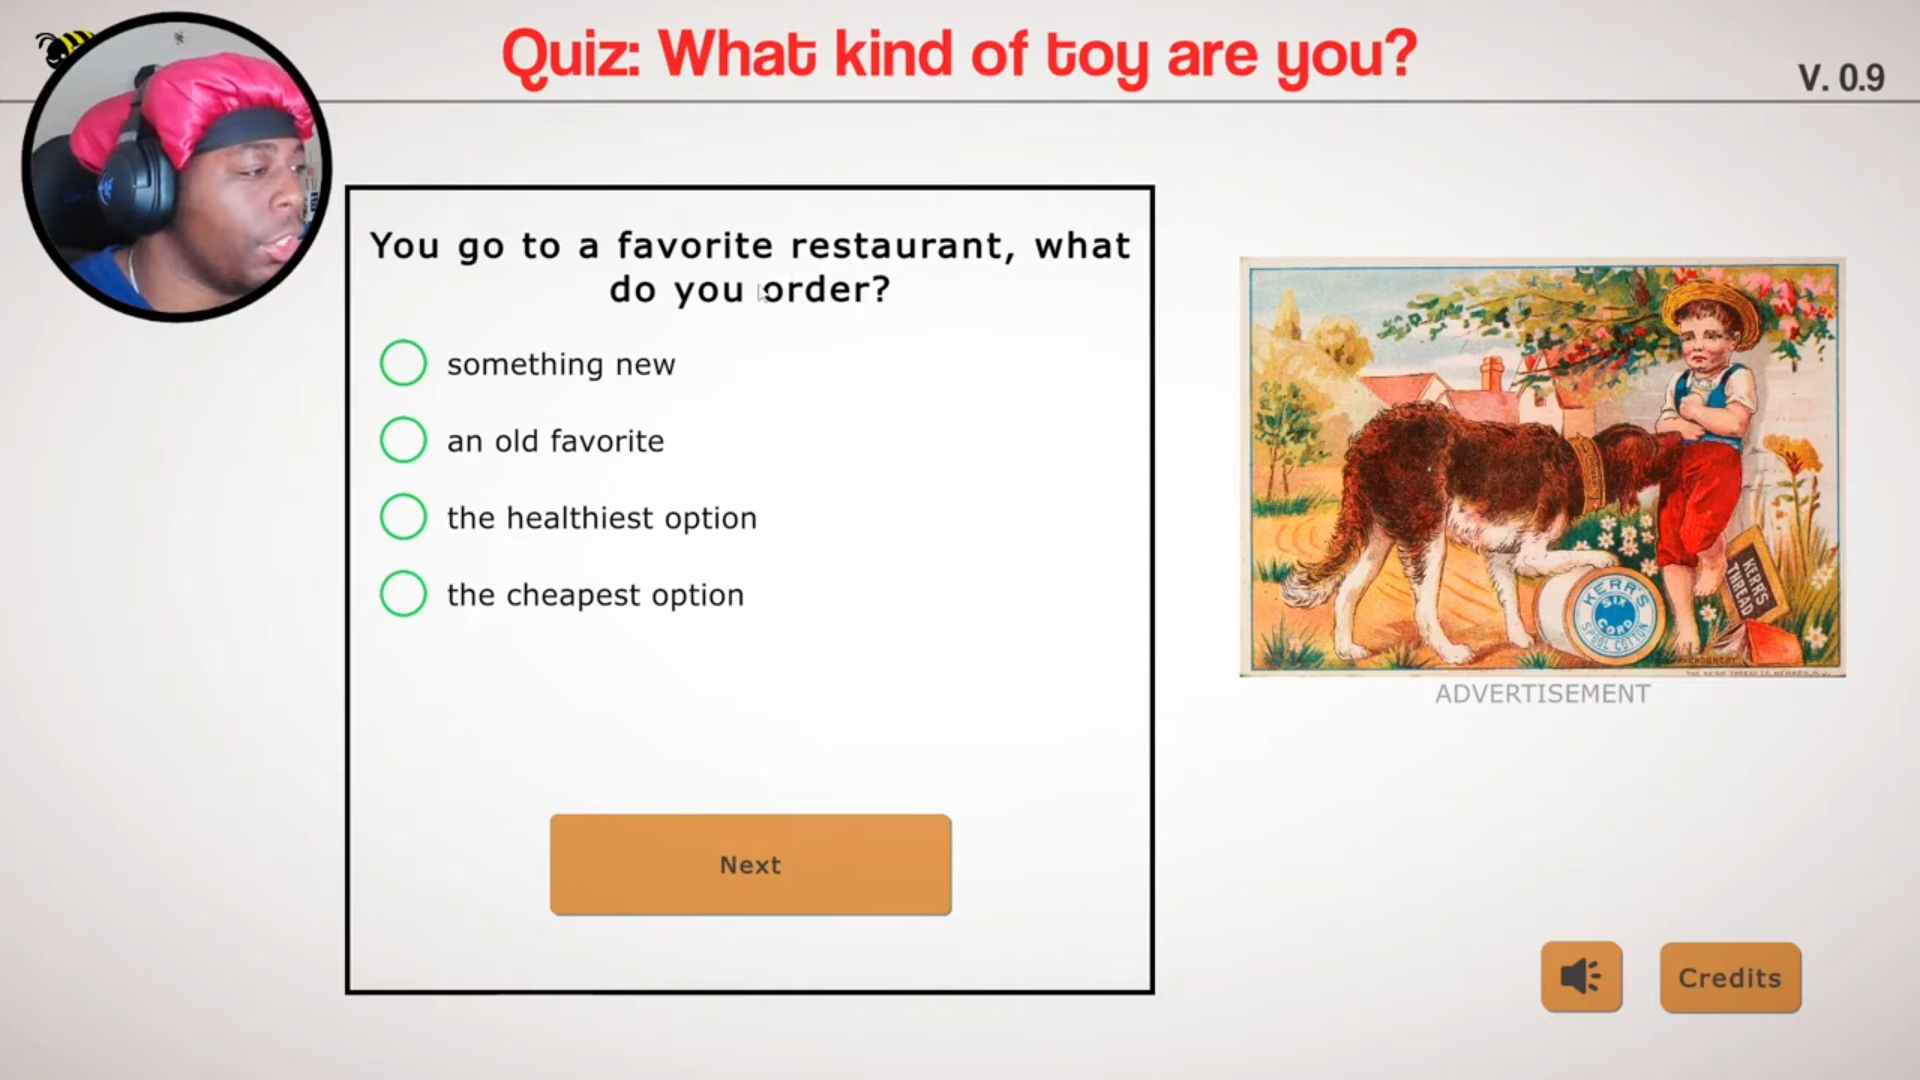 Quiz: What kind of toy are you?
V. 0.9
You go to a favorite restaurant, what
do you order?
something new
an old favorite
the healthiest option
the cheapest option
Next
KERR'S
SIX
CORD
SPOOL COTTON
KERR'S
THREAD
ADVERTISEMENT
Credits